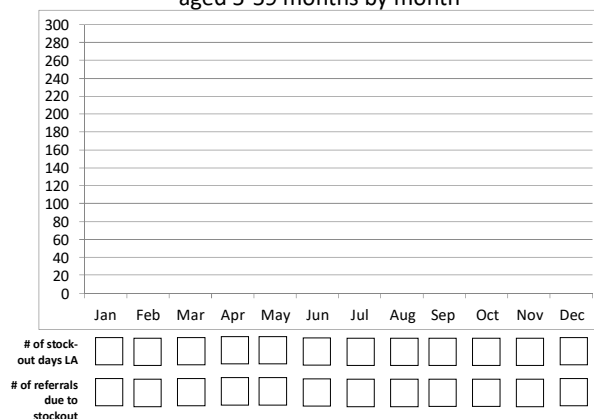 aged 5-59 months by month
300
280
260
240
220
200
180
160
140
120
100
80
60
40
20
0
Jan Feb Mar Apr May Jun Jul Aug Sep Oct Nov Dec
# of stock-
out days LA
# of referrals
due to
stockout